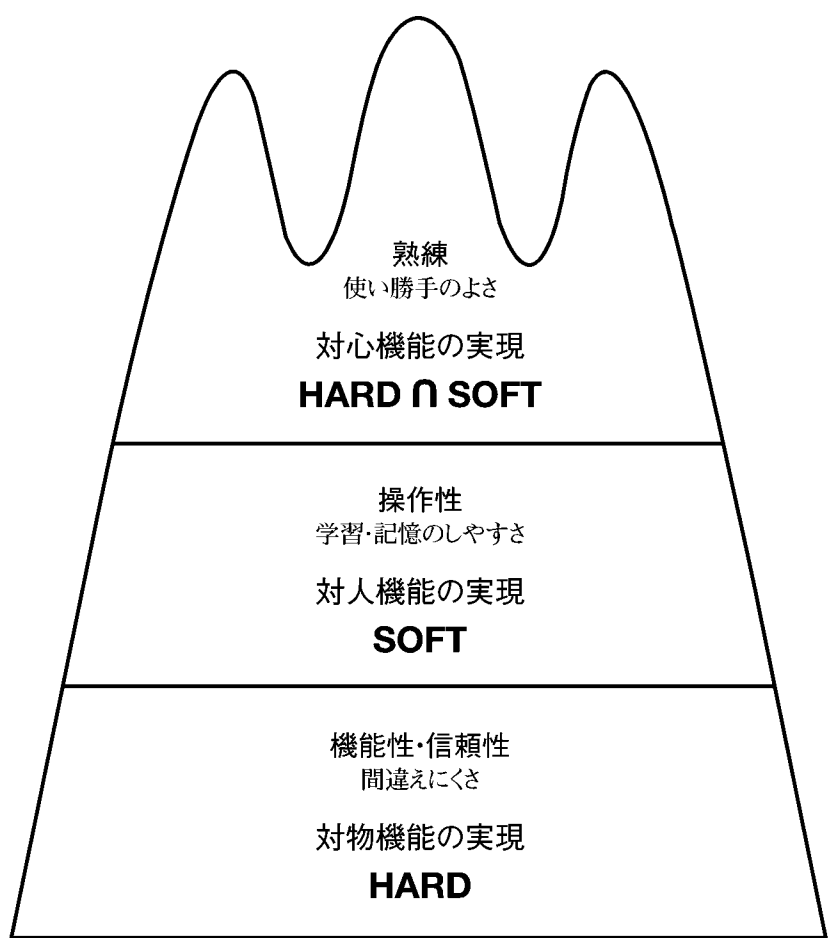 熟練
使い勝手のよさ
対心機能の実現
HARD ∩ SOFT
操作性
学習·記憶のしやすさ
対人機能の実現
SOFT
機能性·信頼性
間違えにくさ
対物機能の実現
HARD